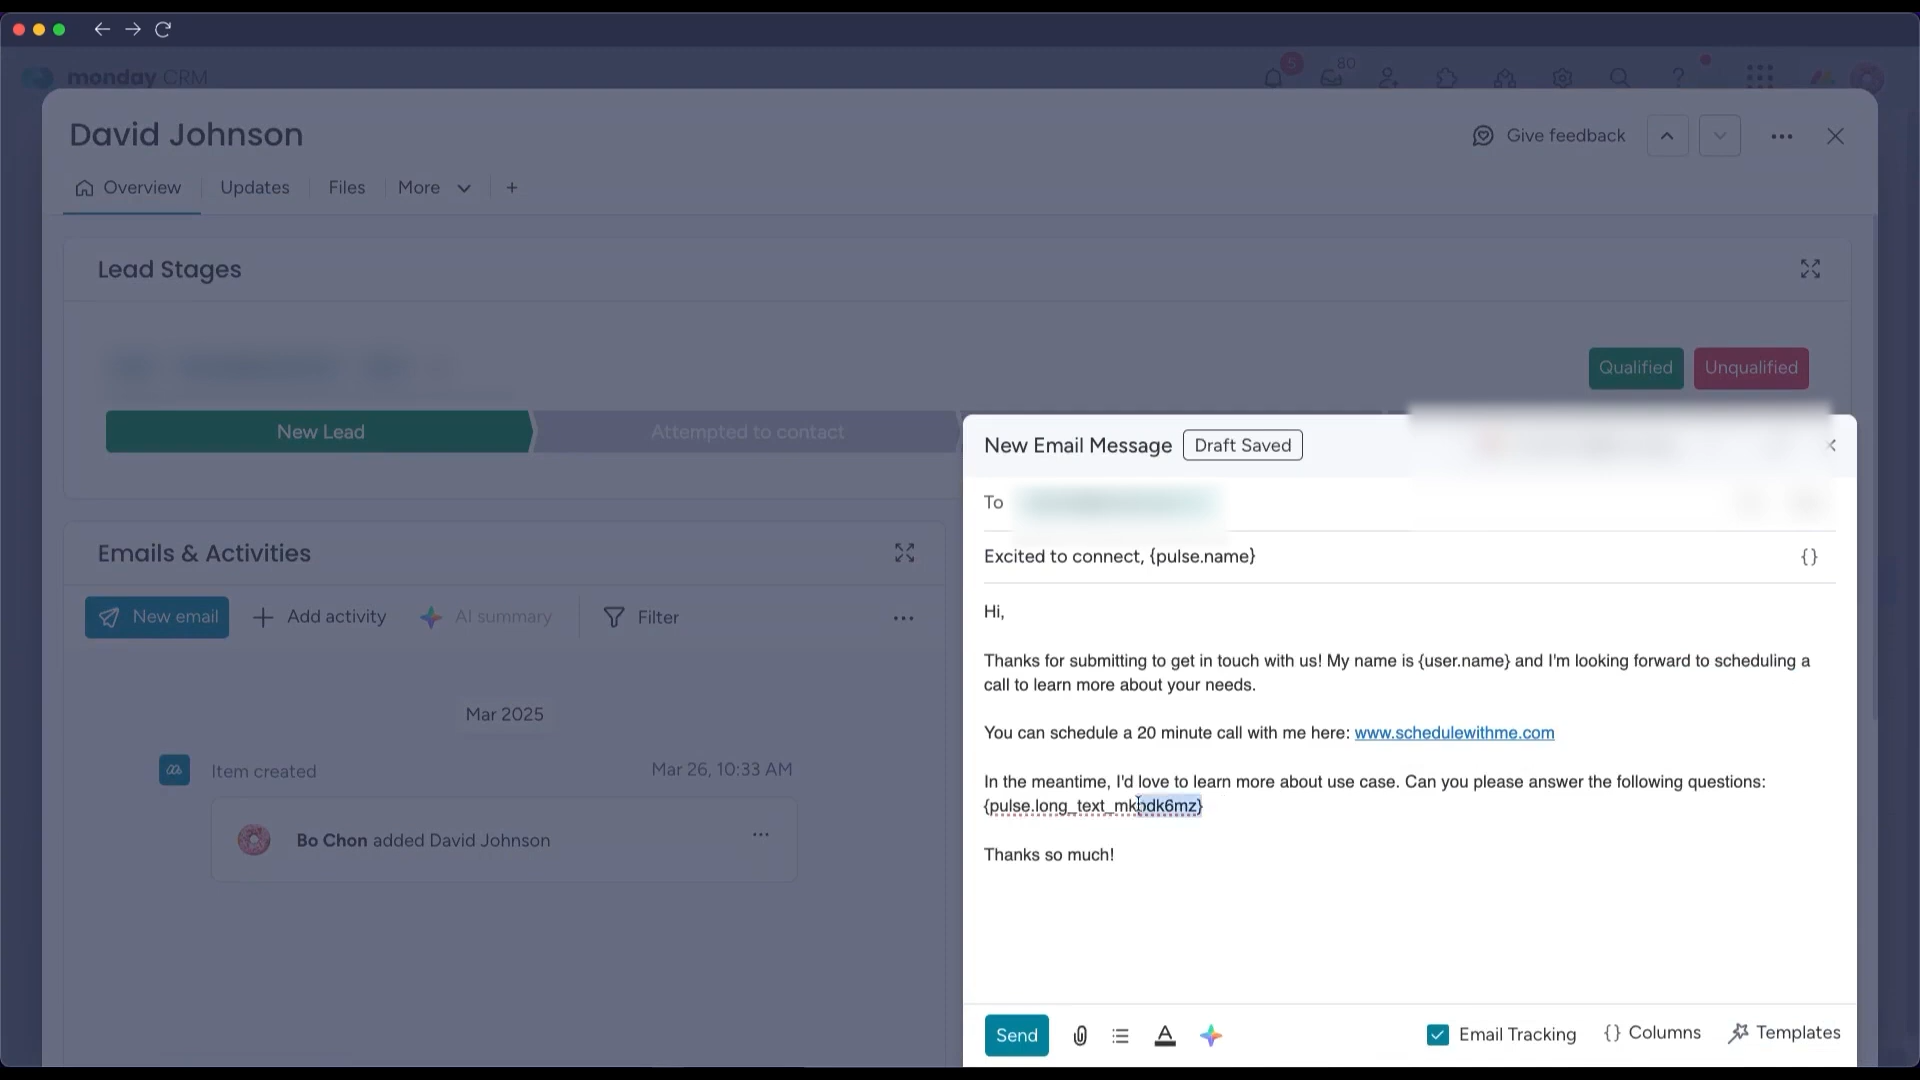 monday CRM
5
80
David Johnson
Give feedback
Overview
Updates
Files
More
Lead Stages
Qualified
Unqualified
New Lead
Attempted to contact
Emails & Activities
New email
Add activity
AI summary
Filter
Mar 2025
Item created
Mar 26, 10:33 AM
Bo Chon added David Johnson
New Email Message
Draft Saved
To
Excited to connect, {pulse.name}
{}
Hi,
Thanks for submitting to get in touch with us! My name is {user.name} and I'm looking forward to scheduling a
call to learn more about your needs.
You can schedule a 20 minute call with me here: www.schedulewithme.com
In the meantime, I'd love to learn more about use case. Can you please answer the following questions:
{pulse.long_text_mkbdk6mz}
Thanks so much!
Send
Email Tracking
{} Columns
Templates